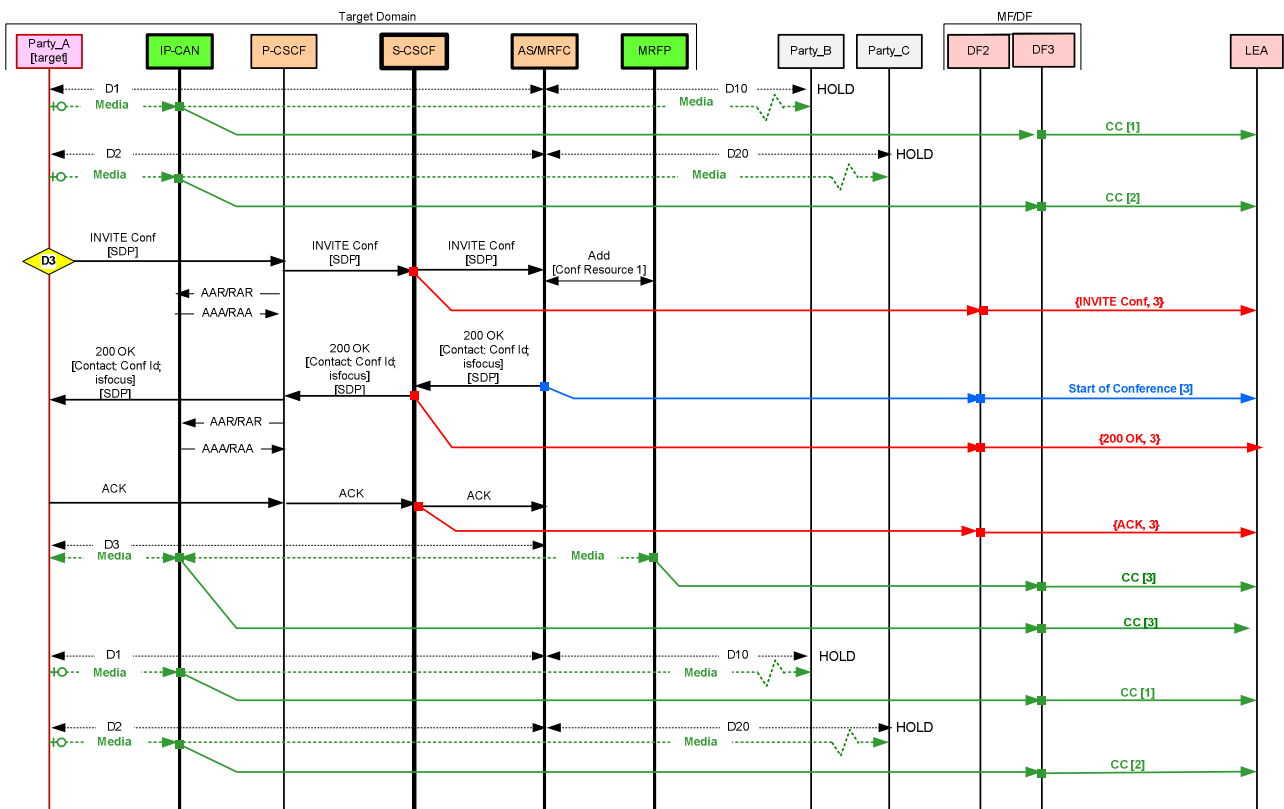 Target Domain
MF/DF
Party_A
[target]
IP-CAN
P-CSCF
S-CSCF
AS/MRFC
MRFP
Party_B
Party_C
DF2
DF3
LEA
D1
D10
HOLD
Media
Media
CC [1]
D2
D20
HOLD
Media
Media
CC [2]
D3
INVITE Conf
[SDP]
INVITE Conf
[SDP]
INVITE Conf
[SDP]
Add
[Conf Resource 1]
AAR/RAR
{INVITE Conf, 3}
AAA/RAA
200 OK
[Contact: Conf Id;
isfocus]
[SDP]
200 OK
[Contact: Conf Id;
isfocus]
[SDP]
200 OK
[Contact: Conf Id;
isfocus]
[SDP]
Start of Conference [3]
AAR/RAR
{200 OK, 3}
AAA/RAA
ACK
ACK
ACK
{ACK, 3}
D3
Media
Media
CC [3]
CC [3]
D1
D10
HOLD
Media
Media
CC [1]
D2
D20
HOLD
Media
Media
CC [2]